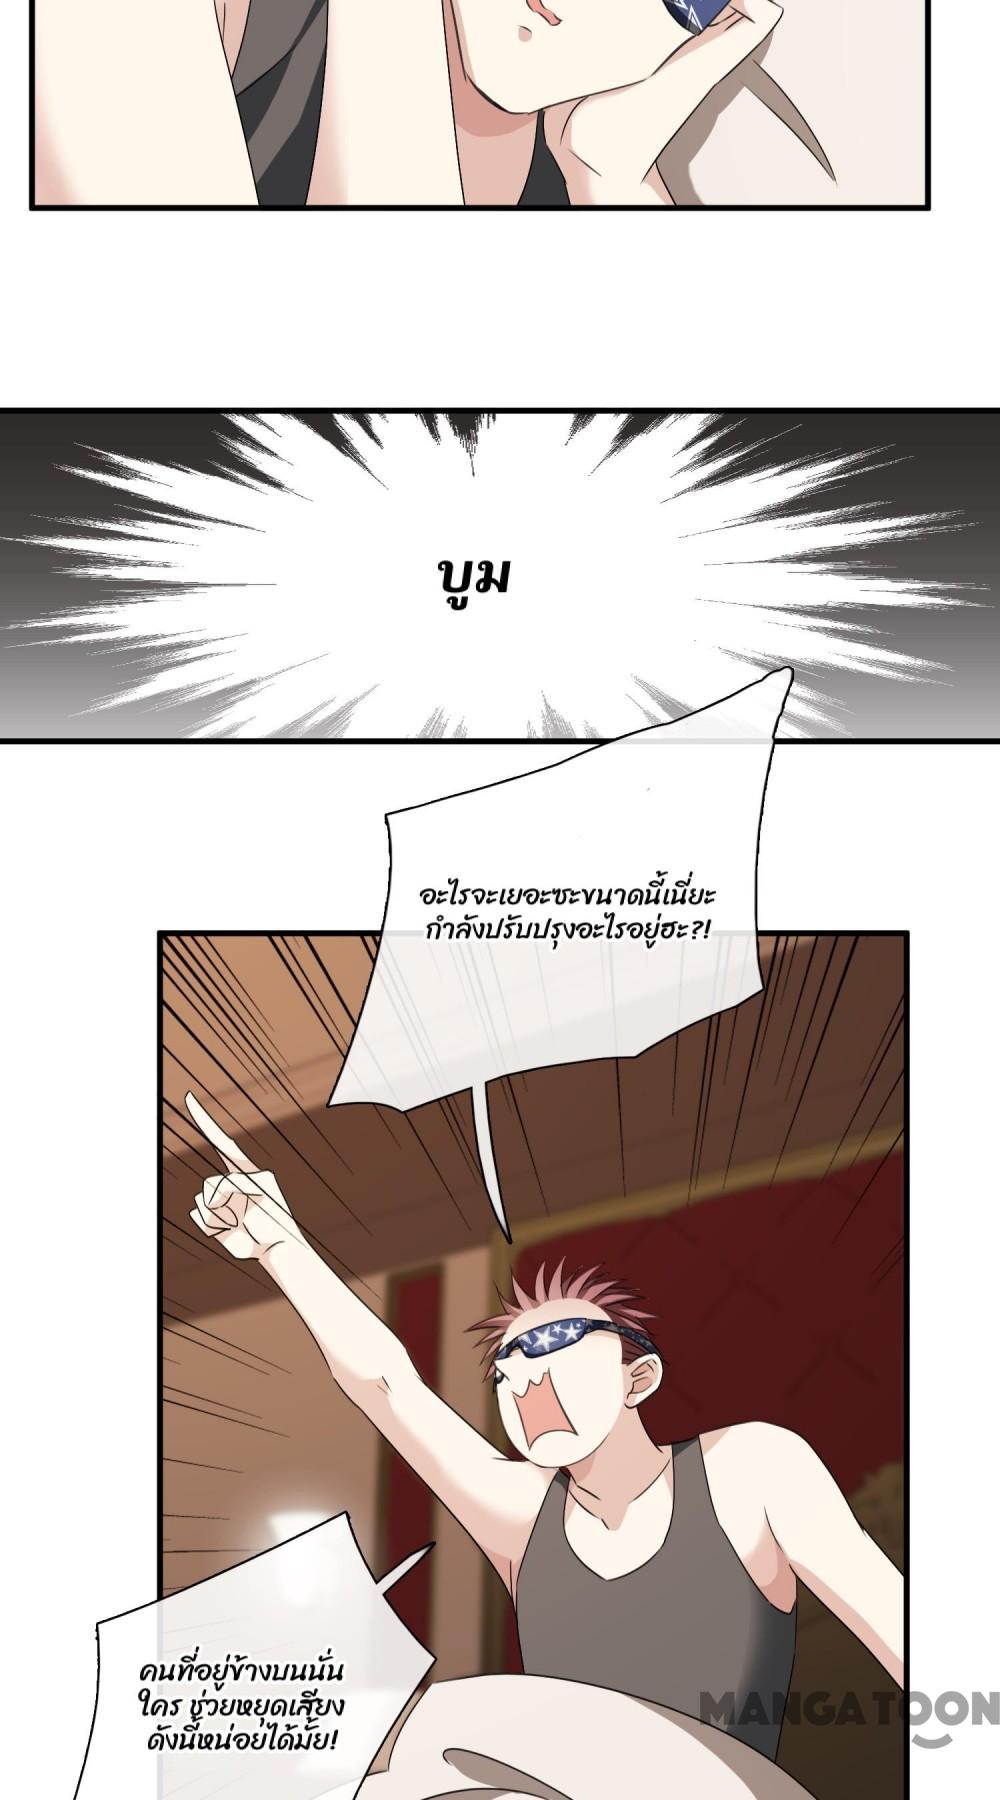 บูม
อะไรจะเยอะซะขนาดนี้เนี่ยะ
กำลังปรับปรุงอะไรอยู่ฮะ?!
คนที่อยู่ข้างบนนั่น
ใคร ช่วยหยุดเสียง
ดังนี้หน่อยได้มั้ย!
MANGATOON